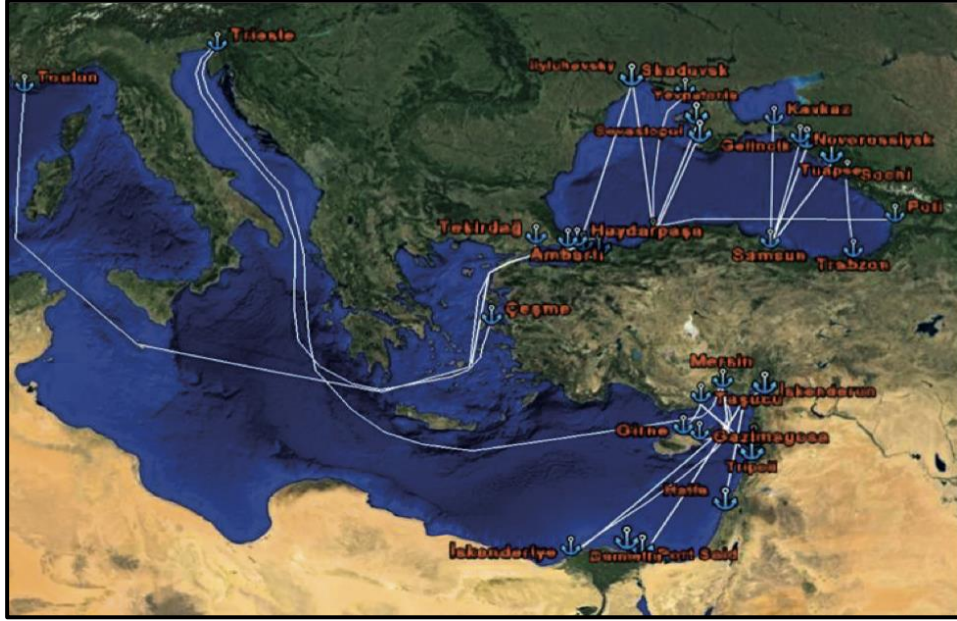 Trieste
Toulon
Ilyichevsky
Skadovsk
Yevpatoria
Sevastopol
Kavkaz
Gelincik
Novorossiysk
Tuapse
Sochi
Poti
Tekirdağ
Haydarpaşa
Ambarlı
Samsun
Trabzon
Çeşme
Mersin
İskenderun
Taşucu
Girne
Gazimagusa
Tripoli
Haifa
İskenderiye
Damietta
Port Said